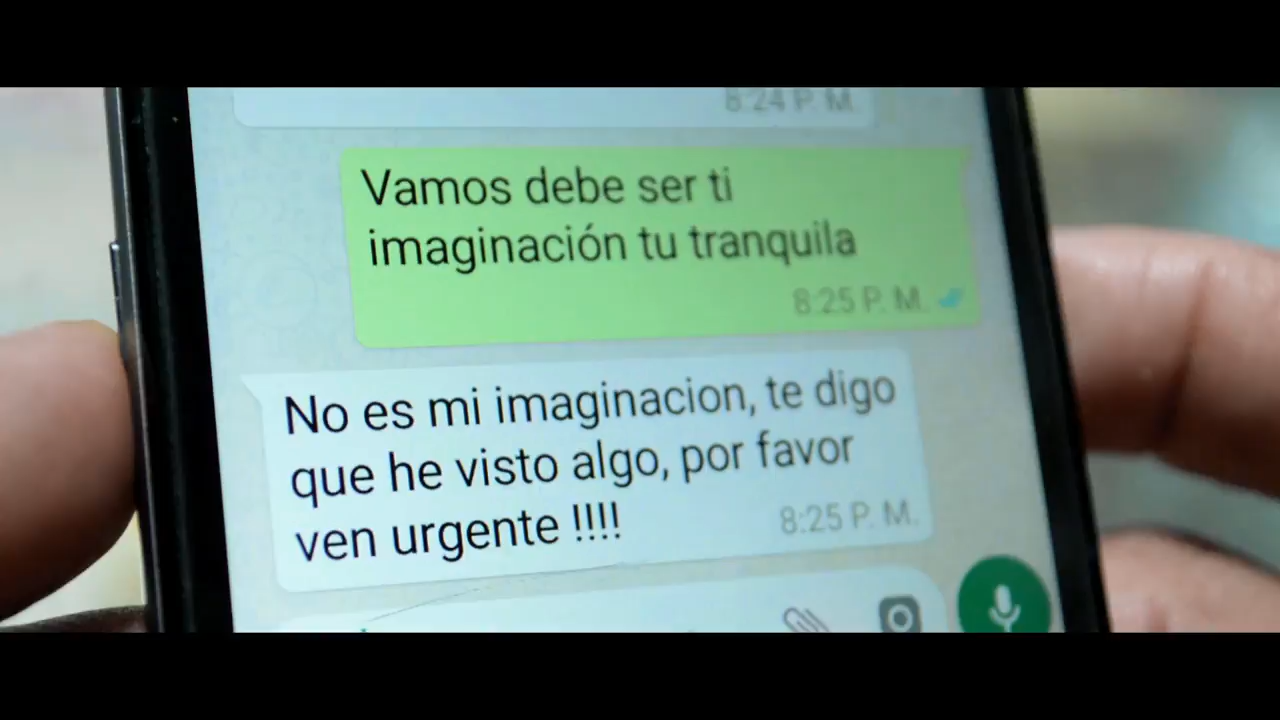 8:24 P. M.
Vamos debe ser ti
imaginación tu tranquila
8:25 P. M.
No es mi imaginacion, te digo
que he visto algo, por favor
ven urgente !!!!
8:25 P. M.